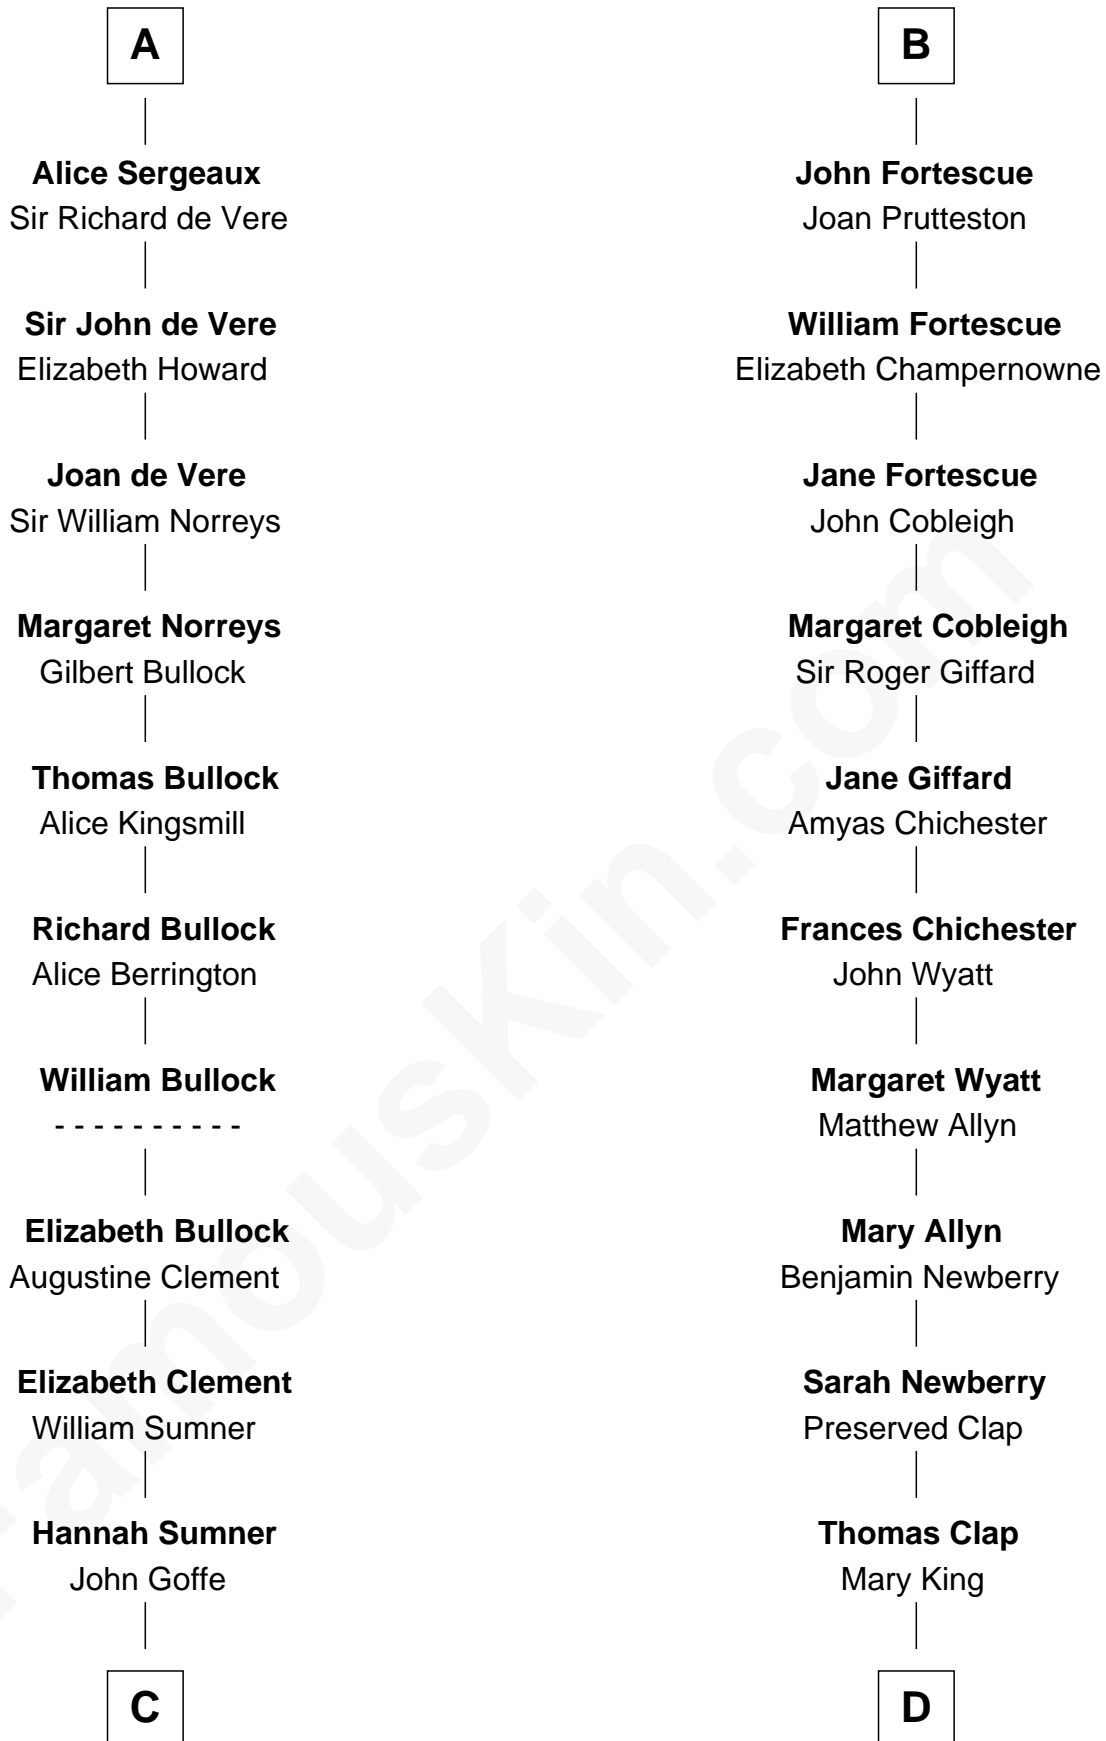 A
Alice Sergeaux
Sir Richard de Vere
Sir John de Vere
Elizabeth Howard
Joan de Vere
Sir William Norreys
Margaret Norreys
Gilbert Bullock
Thomas Bullock
Alice Kingsmill
Richard Bullock
Alice Berrington
William Bullock
- - - - - - - - - -
Elizabeth Bullock
Augustine Clement
Elizabeth Clement
William Sumner
Hannah Sumner
John Goffe
C
B
John Fortescue
Joan Prutteston
William Fortescue
Elizabeth Champernowne
Jane Fortescue
John Cobleigh
Margaret Cobleigh
Sir Roger Giffard
Jane Giffard
Amyas Chichester
Frances Chichester
John Wyatt
Margaret Wyatt
Matthew Allyn
Mary Allyn
Benjamin Newberry
Sarah Newberry
Preserved Clap
Thomas Clap
Mary King
D
FamousKin.com